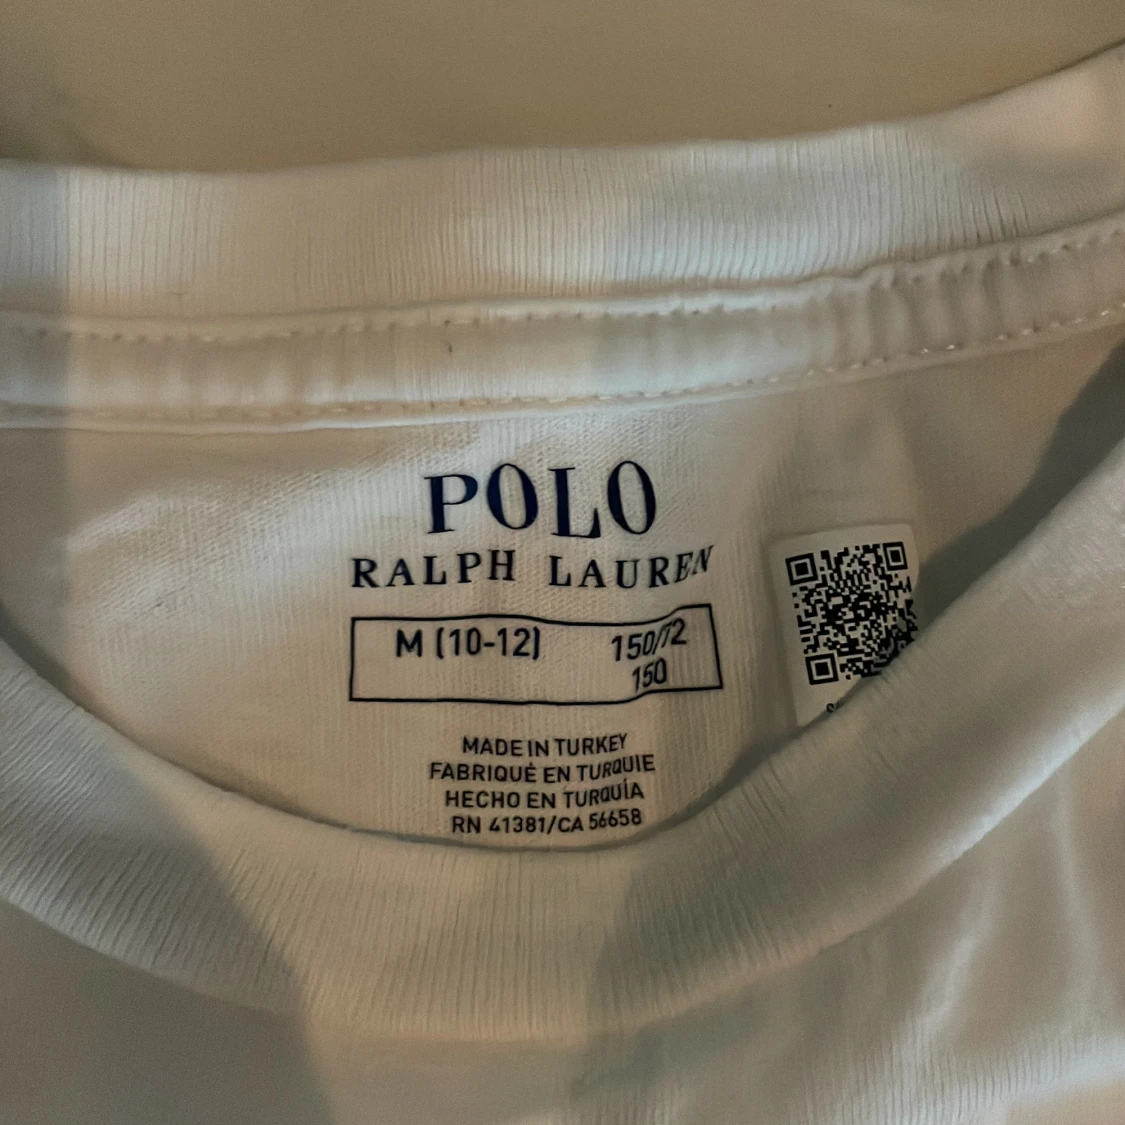 POLO
RALPH LAUREN
M (10-12) 150/72
150
MADE IN TURKEY
FABRIQUÉ EN TURQUIE
HECHO EN TURQUÍA
RN 41381/CA 56658